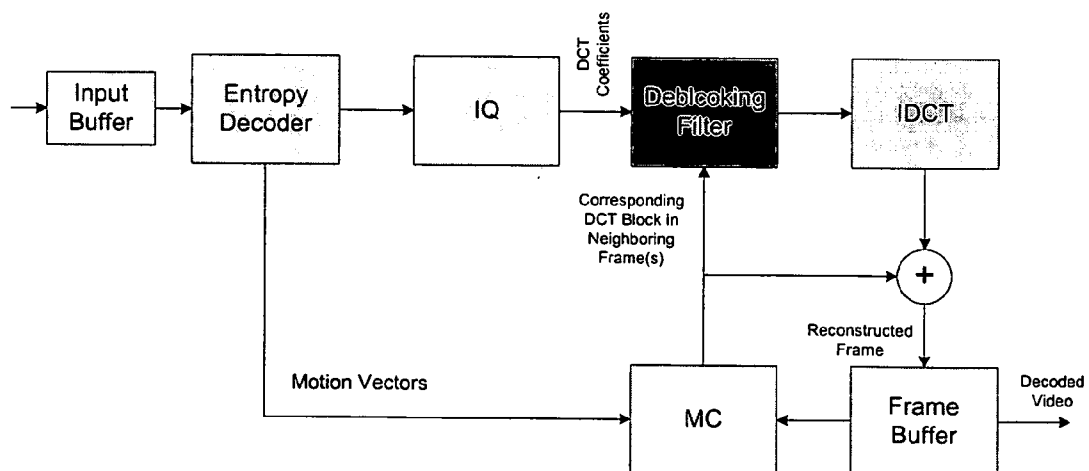 Input
Buffer
Entropy
Decoder
IQ
DCT
Coefficients
Deblcoking
Filter
IDCT
Corresponding
DCT Block in
Neighboring
Frame(s)
+
Reconstructed
Frame
Motion Vectors
MC
Frame
Buffer
Decoded
Video